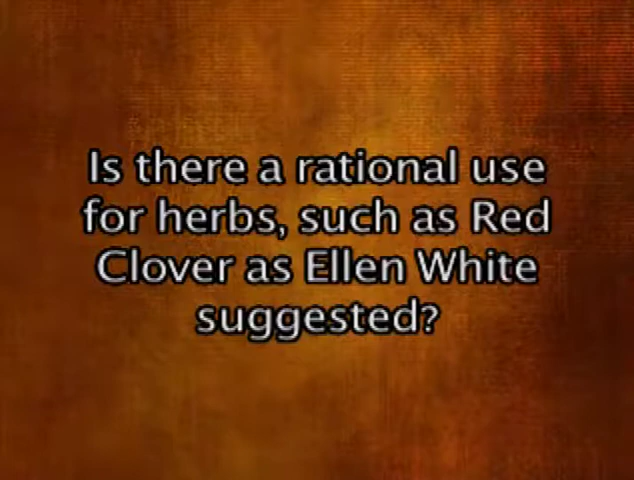 Is there a rational use
for herbs, such as Red
Clover as Ellen White
suggested?